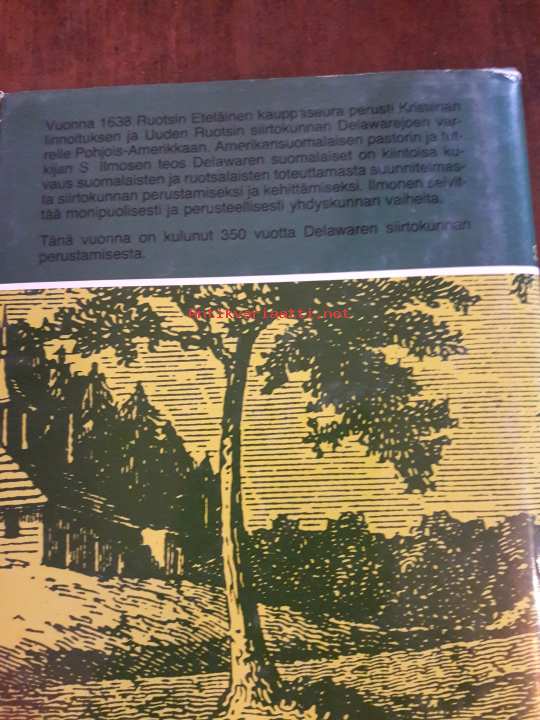 Vuonna 1638 Ruotsin Eteläinen kauppaseura perusti Kristiinan
linnoituksen ja Uuden Ruotsin siirtokunnan Delawarejoen var-
relle Pohjois-Amerikkaan. Amerikansuomalaisen pastorin ja tut-
kijan S. Ilmosen teos Delawaren suomalaiset on kiintoisa ku-
vaus suomalaisten ja ruotsalaisten toteuttamasta suunnitelmas-
ta siirtokunnan perustamiseksi ja kehittämiseksi. Ilmonen selvit-
tää monipuolisesti ja perusteellisesti yhdyskunnan vaiheita.
Tänä vuonna on kulunut 350 vuotta Delawaren siirtokunnan
perustamisesta.
Antikvariaatti.net